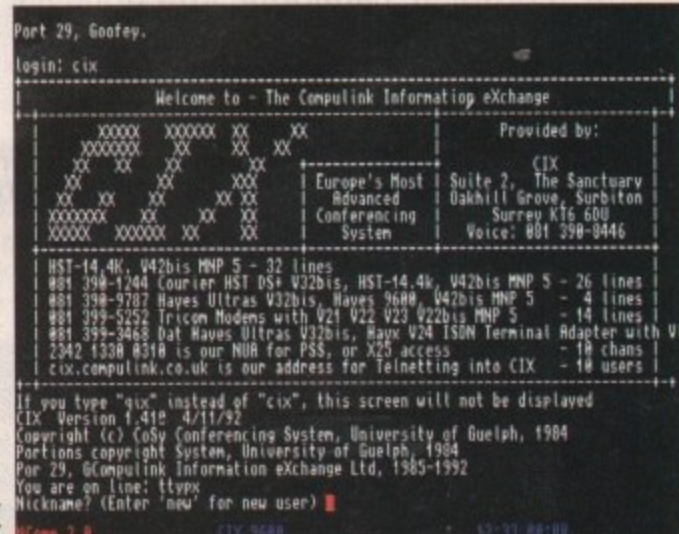 Port 29, Goofey.
login: cix
Welcome to - The Compulink Information eXchange
Provided by:
CIX
Europe's Most
Advanced
Conferencing
System
CIX
Suite 2, The Sanctuary
Oakhill Grove, Surbiton
Surrey KT6 6DU
Voice: 081 390-8446
HST-14.4K, V42bis MNP 5 - 32 lines
081 390-1244 Courier HST DS+ V32bis, HST-14.4k, V42bis MNP 5 - 26 lines
081 390-9787 Hayes Ultras V32bis, Hayes 9600, V42bis MNP 5 - 4 lines
081 399-5252 Tricom Modems with V21 V22 V23 V22bis MNP 5 - 14 lines
081 399-3468 Dat Hayes Ultras V32bis, Hayx V24 ISDN Terminal Adapter with V
2342 1330 0310 is our NUA for PSS, or X25 access - 10 chans
cix.compulink.co.uk is our address for Telnetting into CIX - 10 users
If you type "qix" instead of "cix", this screen will not be displayed
CIX Version 1.410 4/11/92
Copyright (c) CoSy Conferencing System, University of Guelph, 1984
Portions copyright System, University of Guelph, 1984
Por 29, GCompulink Information eXchange Ltd, 1985-1992
You are on line: ttypx
Nickname? (Enter 'new' for new user)
CIX 9600